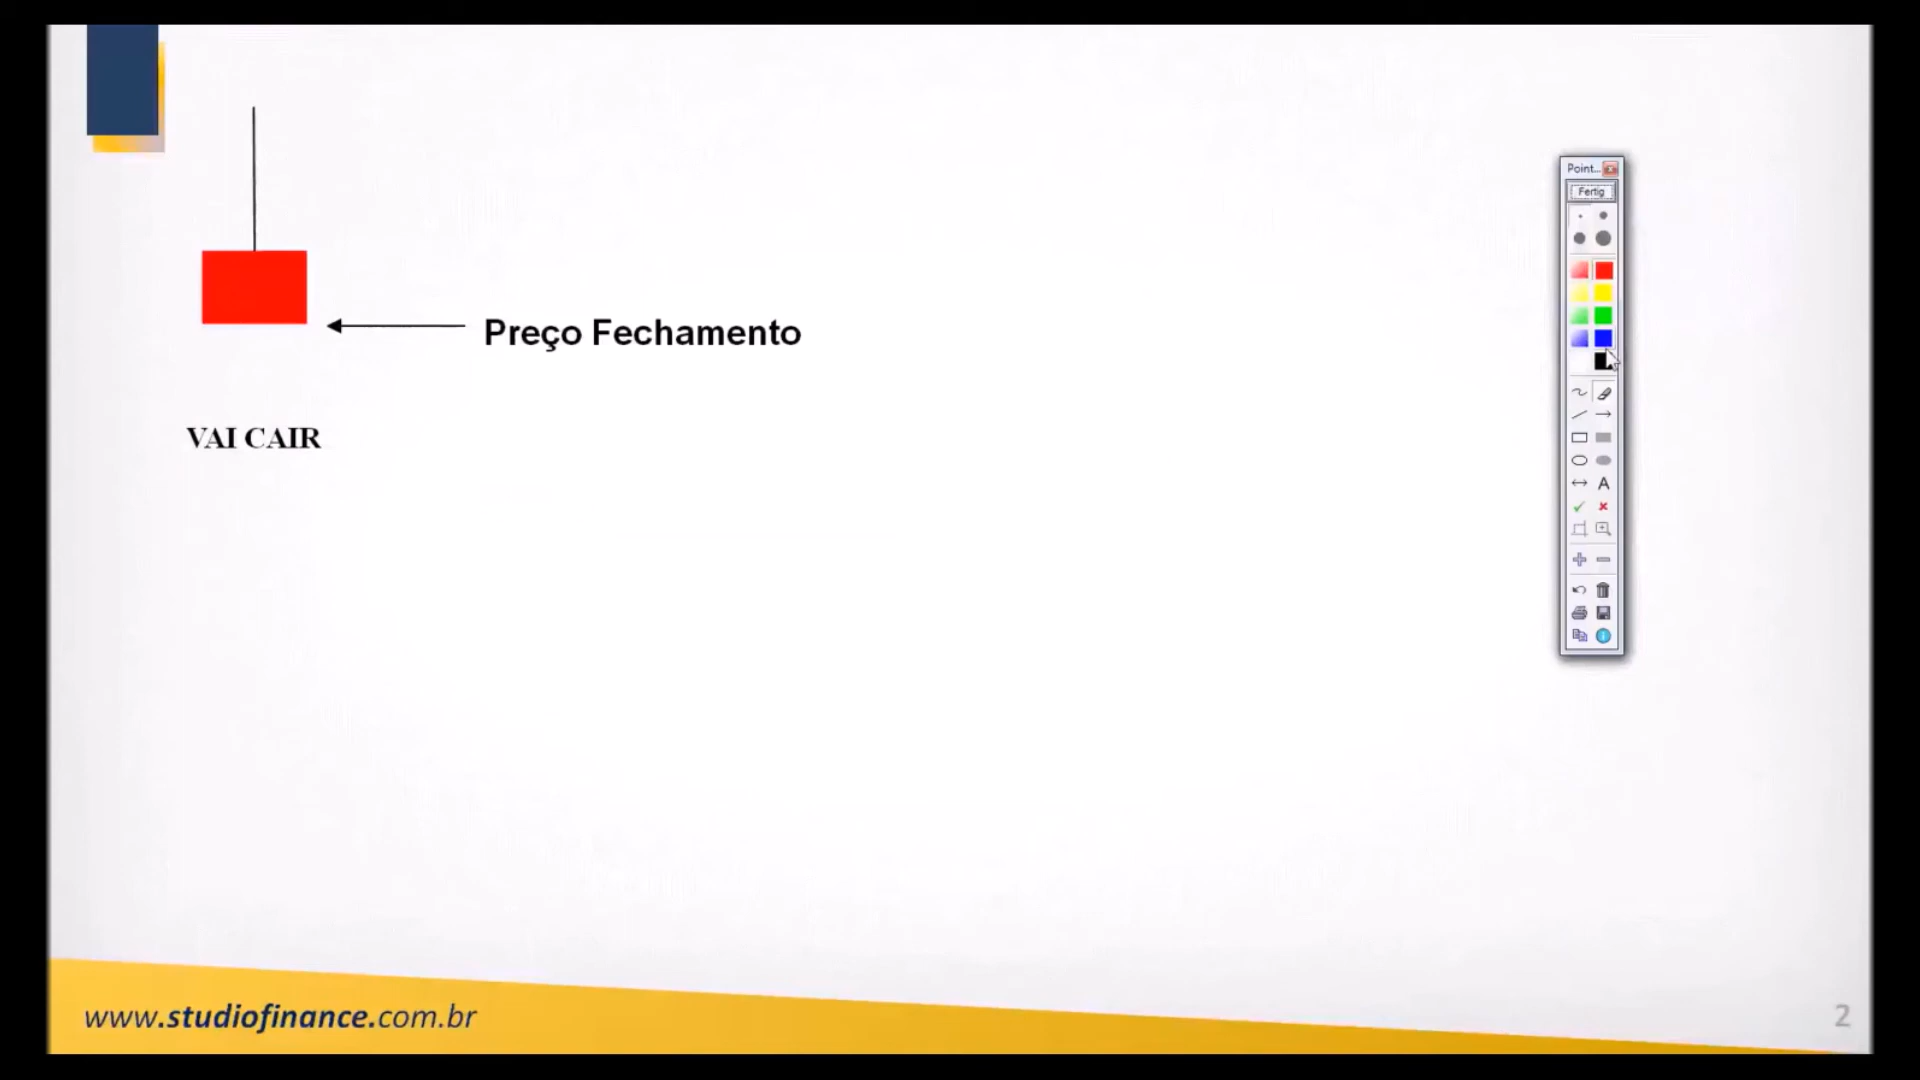 Point...
Fertig
Preço Fechamento
VAI CAIR
A
www.studiofinance.com.br
2